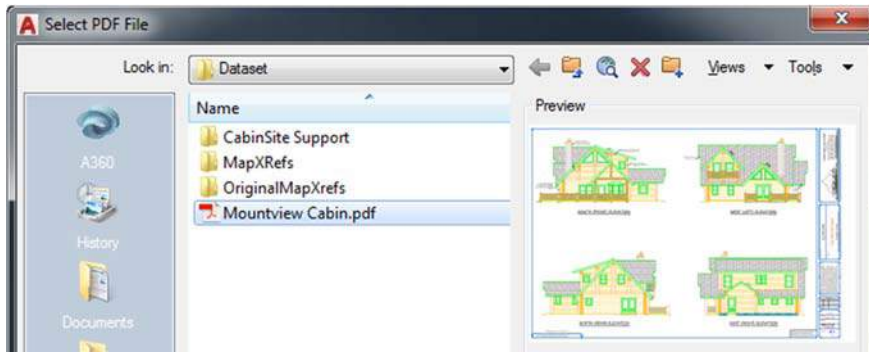 Select PDF File
Look in: Dataset Views Tools
Name
Preview
CabinSite Support
MapXRefs
OriginalMapXrefs
Mountview Cabin.pdf
A360
History
Documents